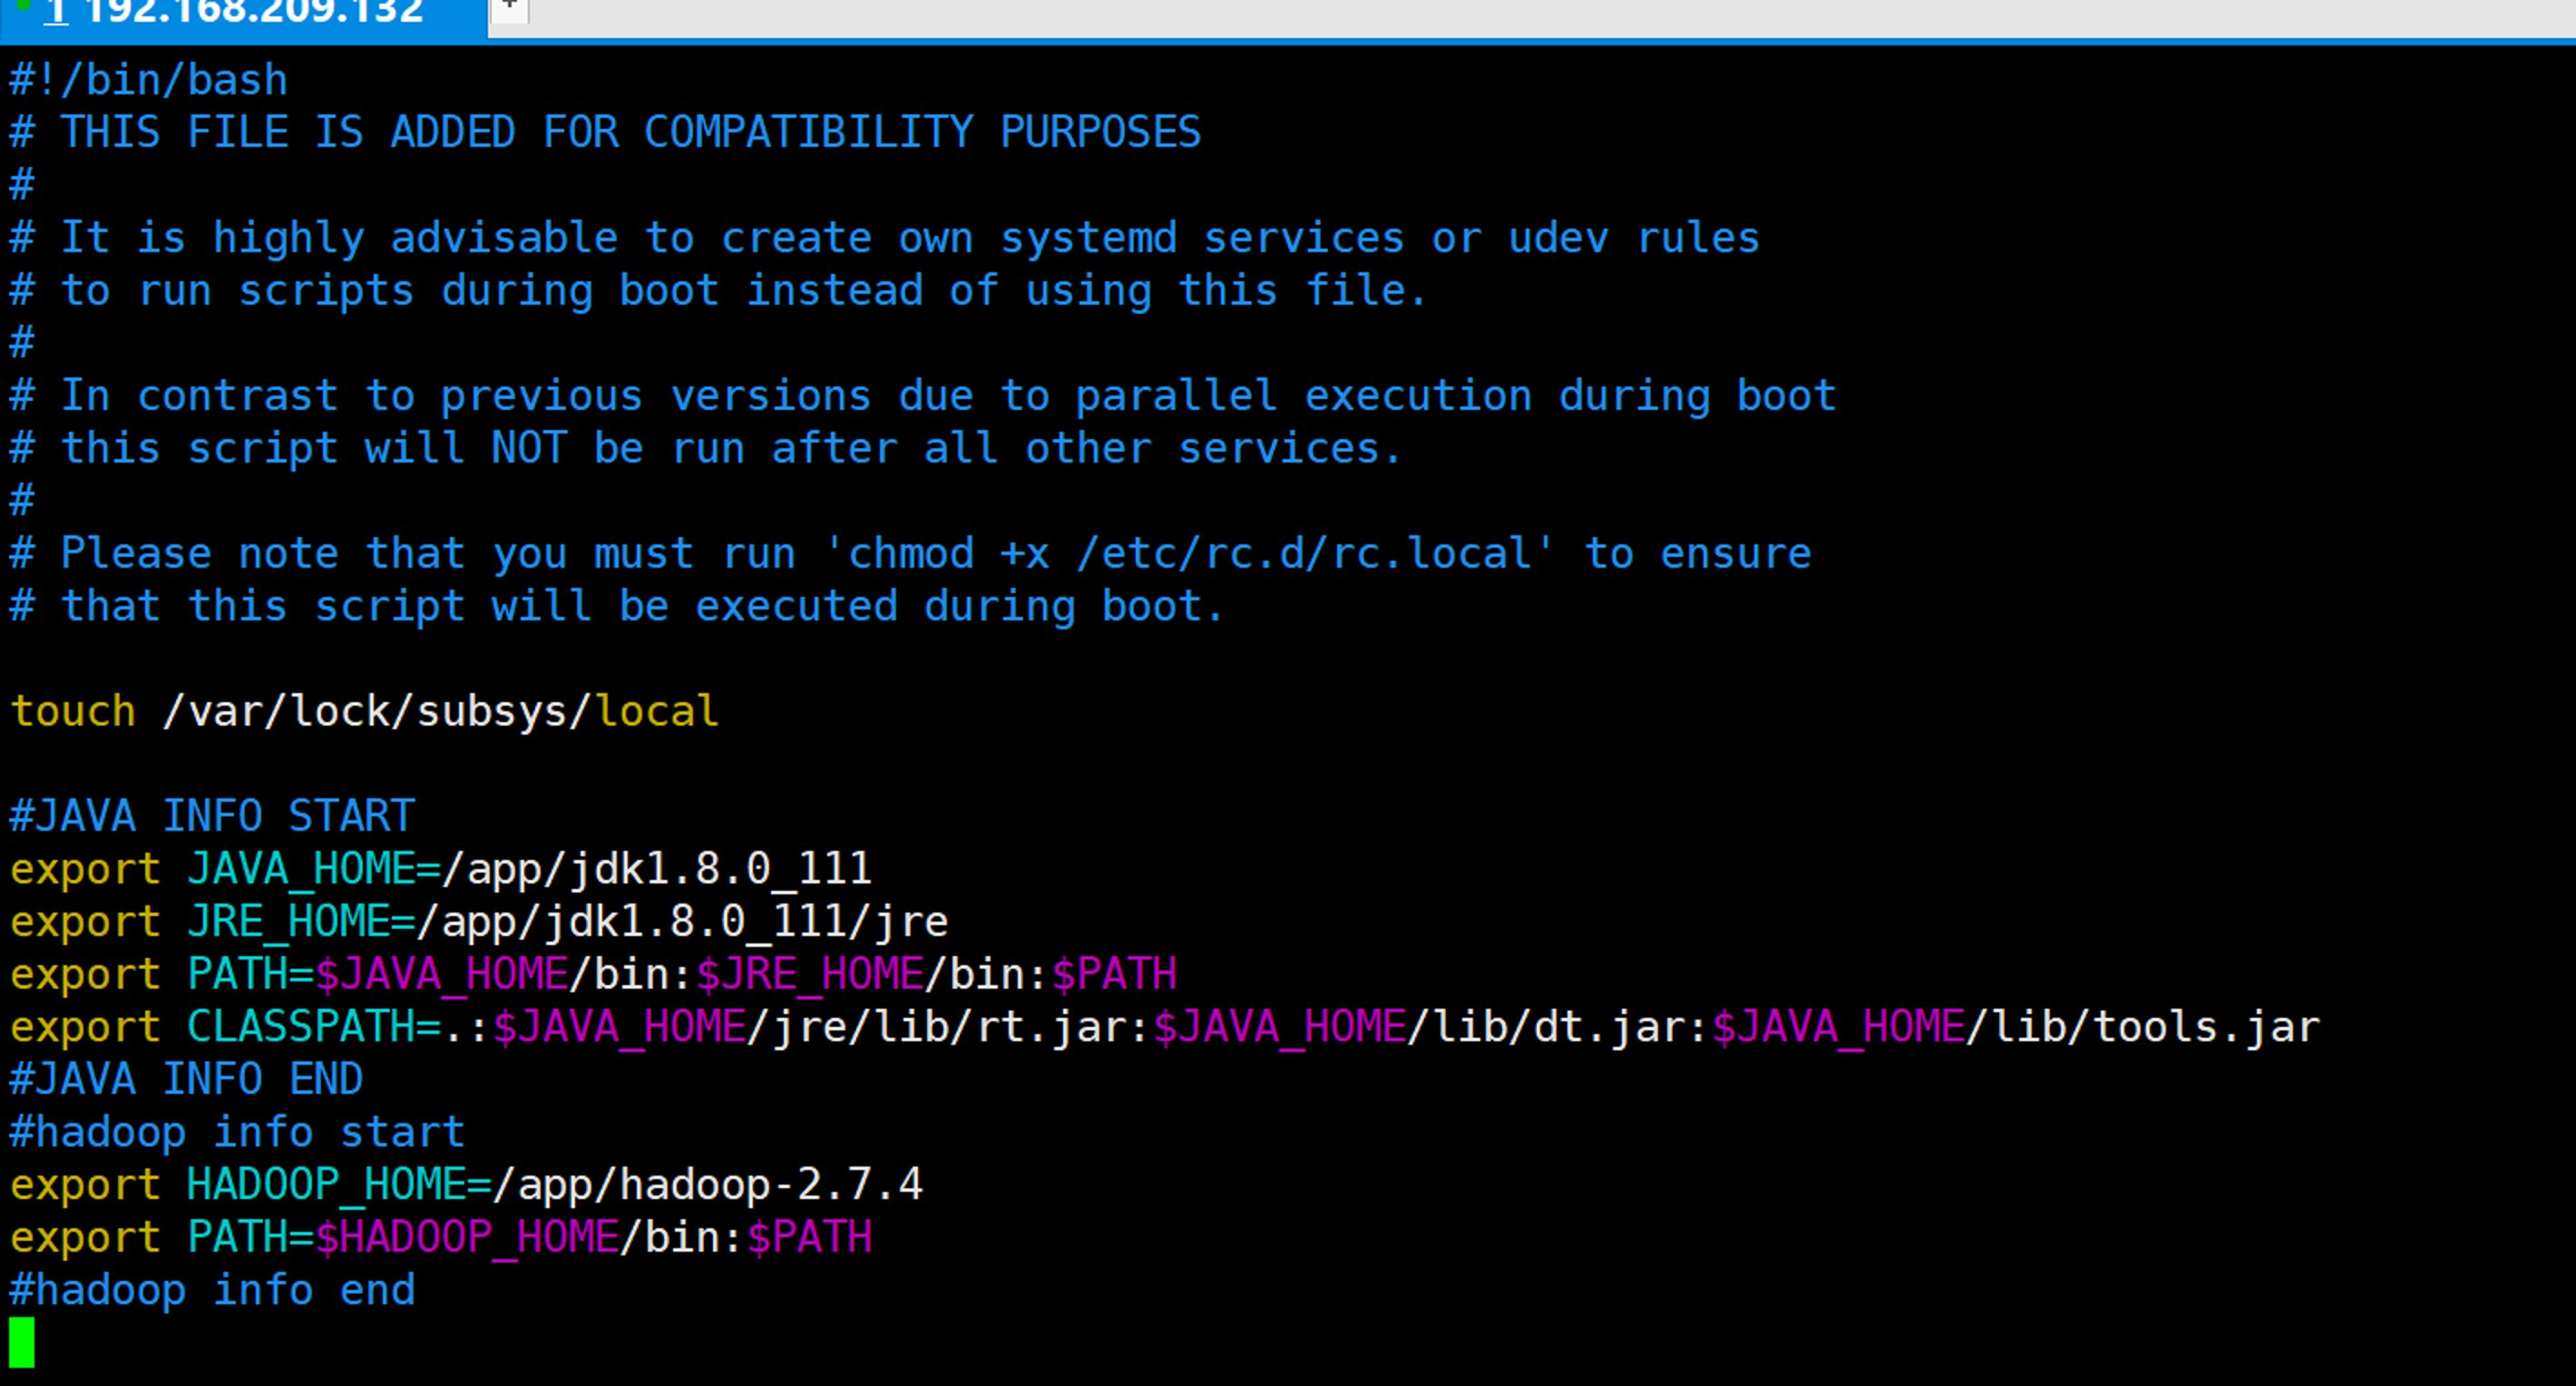 1 192.168.209.132 +
#!/bin/bash
# THIS FILE IS ADDED FOR COMPATIBILITY PURPOSES
#
# It is highly advisable to create own systemd services or udev rules
# to run scripts during boot instead of using this file.
#
# In contrast to previous versions due to parallel execution during boot
# this script will NOT be run after all other services.
#
# Please note that you must run 'chmod +x /etc/rc.d/rc.local' to ensure
# that this script will be executed during boot.
touch /var/lock/subsys/local
#JAVA INFO START
export JAVA_HOME=/app/jdk1.8.0_111
export JRE_HOME=/app/jdk1.8.0_111/jre
export PATH=$JAVA_HOME/bin:$JRE_HOME/bin:$PATH
export CLASSPATH=.:$JAVA_HOME/jre/lib/rt.jar:$JAVA_HOME/lib/dt.jar:$JAVA_HOME/lib/tools.jar
#JAVA INFO END
#hadoop info start
export HADOOP_HOME=/app/hadoop-2.7.4
export PATH=$HADOOP_HOME/bin:$PATH
#hadoop info end